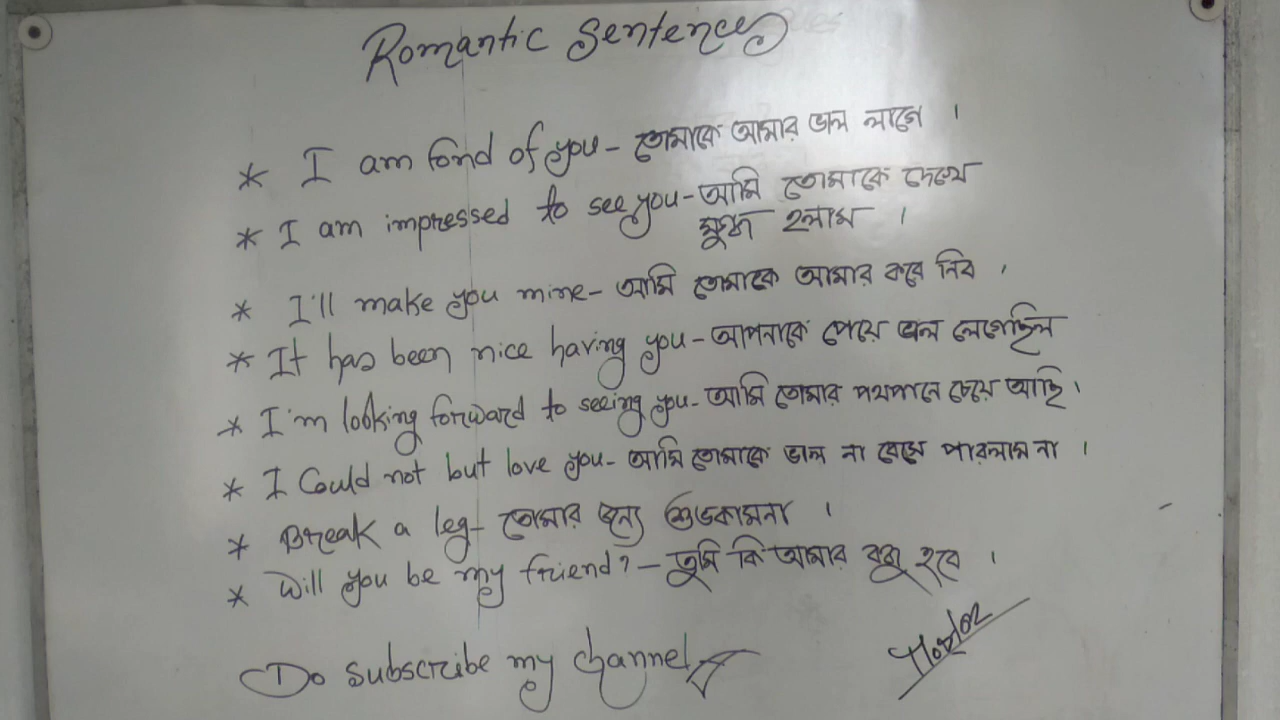 Romantic Sentences
* I am fond of you - তোমাকে আমার ভাল লাগে ।
* I am impressed to see you - আমি তোমাকে দেখে
মুগ্ধ হলাম ।
* I'll make you mine - আমি তোমাকে আমার করে নিব ।
* It has been nice having you - আপনাকে পেয়ে ভাল লেগেছিল
* I'm looking forward to seeing you - আমি তোমার পথপানে চেয়ে আছি ।
* I Could not but love you - আমি তোমাকে ভাল না বেসে পারলাম না ।
* Break a leg - তোমার জন্য শুভকামনা ।
* Will you be my friend? - তুমি কি আমার বন্ধু হবে ।
Do subscribe my channel